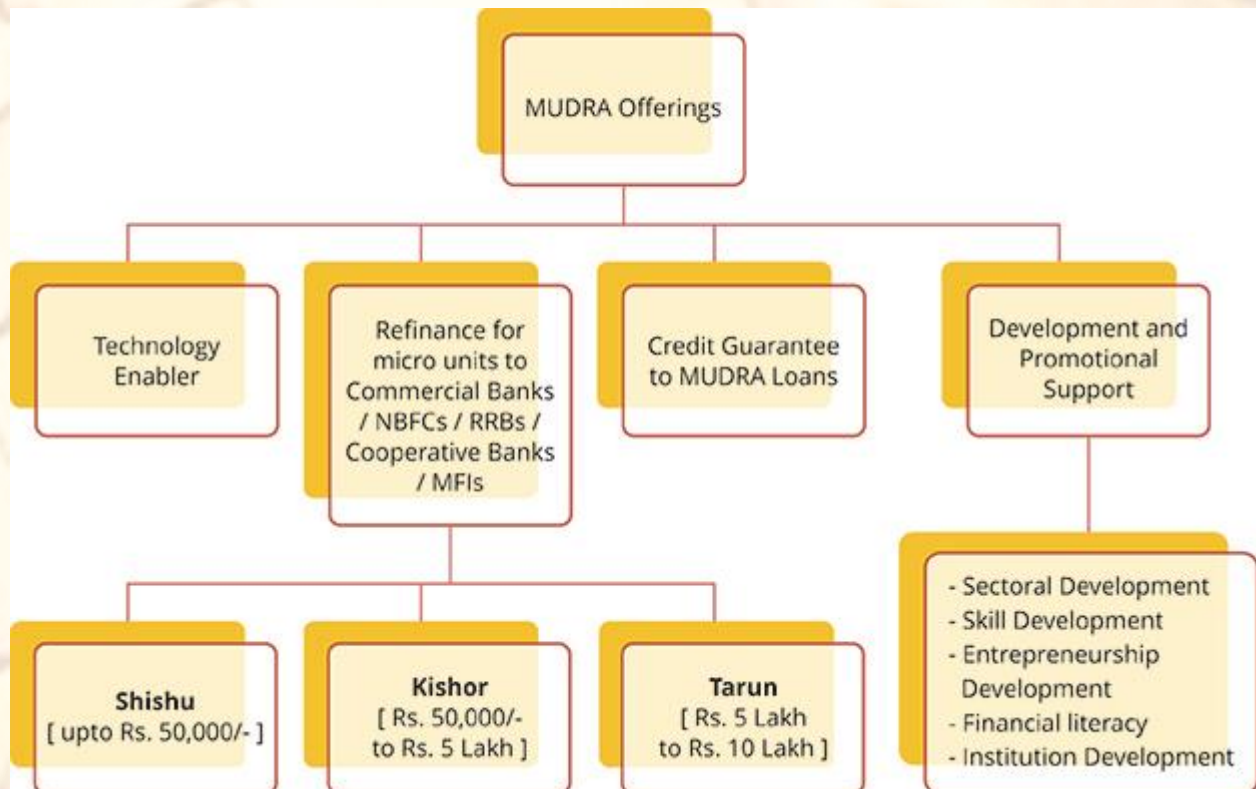 MUDRA Offerings
Technology
Enabler
Refinance for
micro units to
Commercial Banks
/ NBFCs / RRBs /
Cooperative Banks
/ MFIs
Credit Guarantee
to MUDRA Loans
Development and
Promotional
Support
Shishu
[ upto Rs. 50,000/- ]
Kishor
[ Rs. 50,000/-
to Rs. 5 Lakh ]
Tarun
[ Rs. 5 Lakh
to Rs. 10 Lakh ]
- Sectoral Development
- Skill Development
- Entrepreneurship
Development
- Financial literacy
- Institution Development